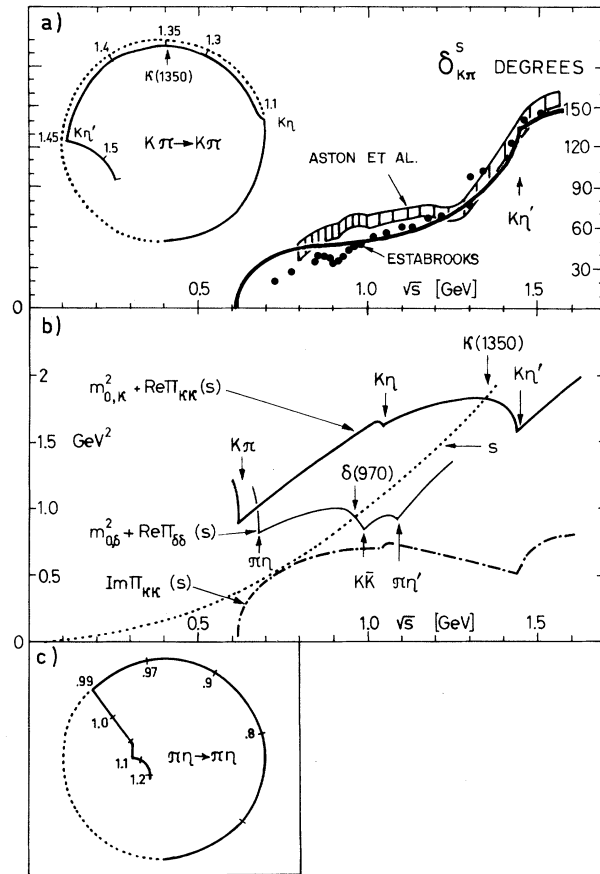 a)
1.35
1.4
1.3
κ(1350)
1.1
Kη
1.45
Kη'
1.5
Kπ→Kπ
δ^S_Kπ DEGREES
150
120
90
60
30
ASTON ET AL.
Kη'
ESTABROOKS
0
0.5
1.0
√s [GeV]
1.5
b)
κ(1350)
2
m²_0,κ + ReΠ_κκ(s)
Kη
Kη'
1.5
GeV²
Kπ
s
δ(970)
1.0
m²_0δ + ReΠ_δδ(s)
πη
KK̄
πη'
0.5
ImΠ_κκ(s)
0
0.5
1.0
√s [GeV]
1.5
c)
.99
.97
.9
1.0
.8
1.1
πη→πη
1.2